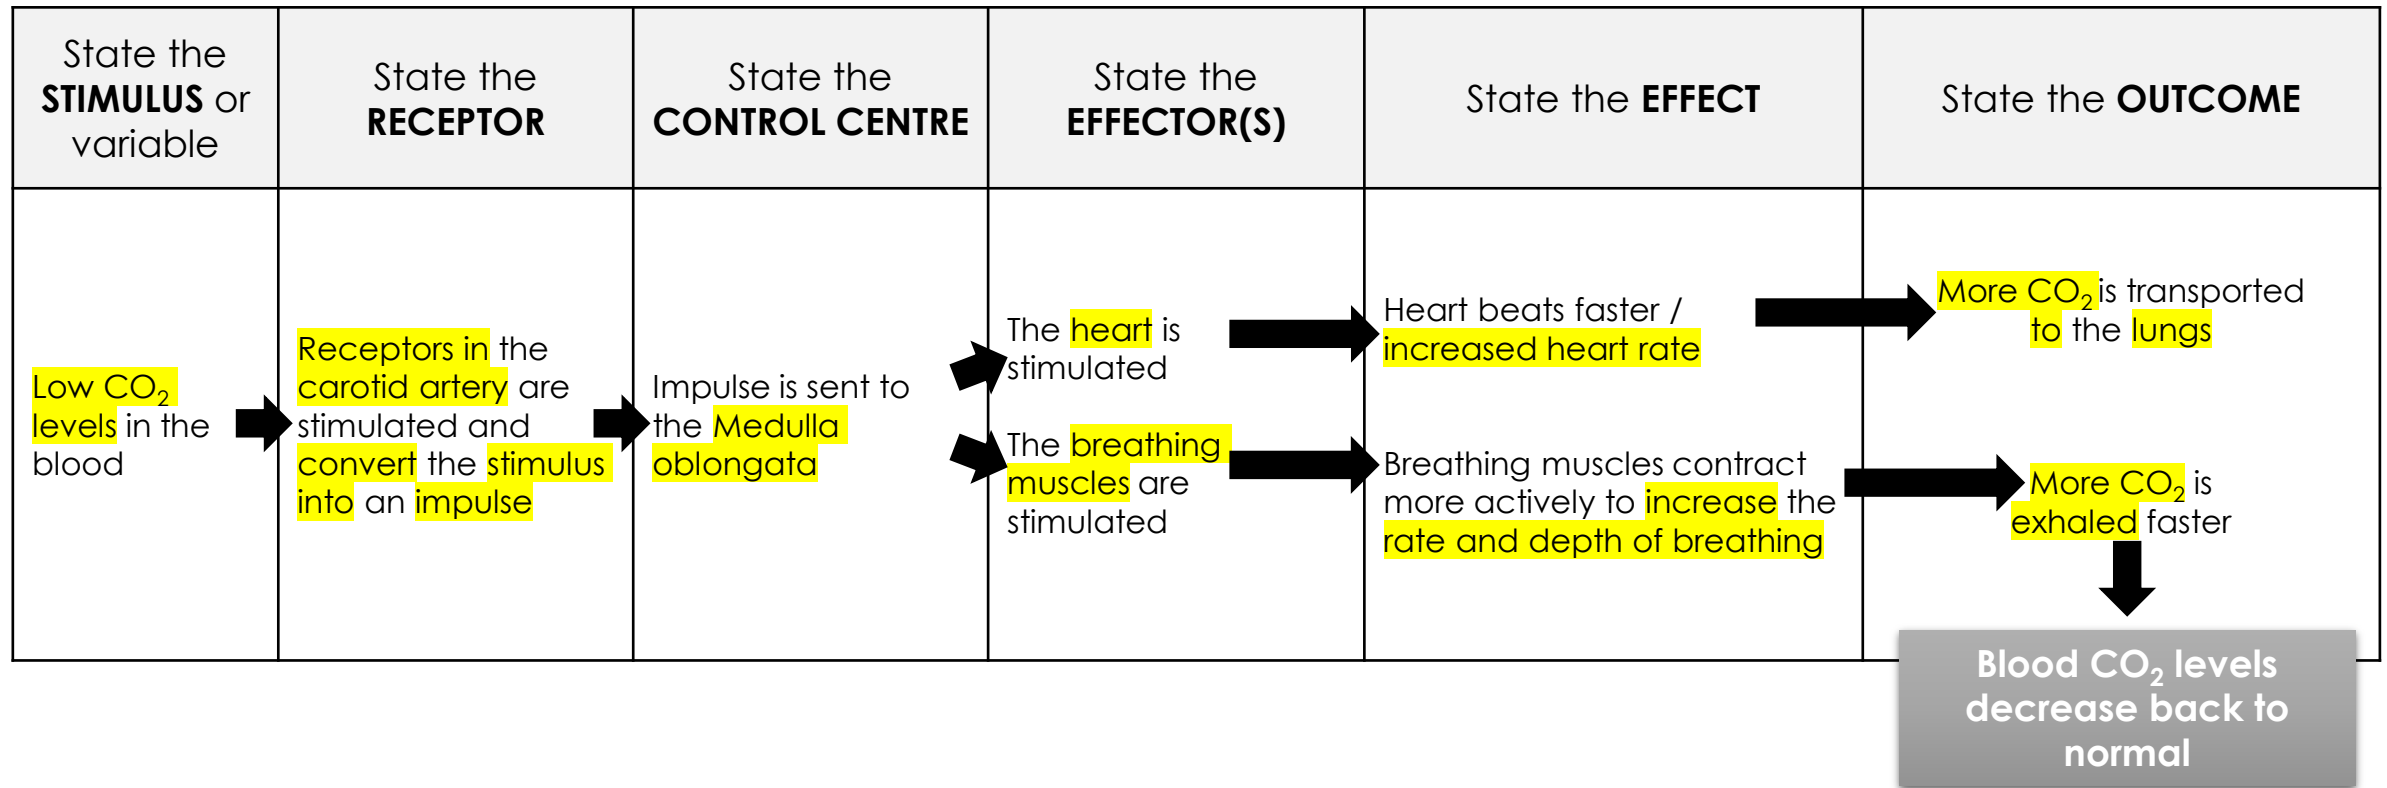 State the
STIMULUS or
variable
State the
RECEPTOR
State the
CONTROL CENTRE
State the
EFFECTOR(S)
State the EFFECT
State the OUTCOME
Low CO₂
levels in the
blood
Receptors in the
carotid artery are
stimulated and
convert the stimulus
into an impulse
Impulse is sent to
the Medulla
oblongata
The heart is
stimulated
The breathing
muscles are
stimulated
Heart beats faster /
increased heart rate
Breathing muscles contract
more actively to increase the
rate and depth of breathing
More CO₂ is transported
to the lungs
More CO₂ is
exhaled faster
Blood CO₂ levels
decrease back to
normal